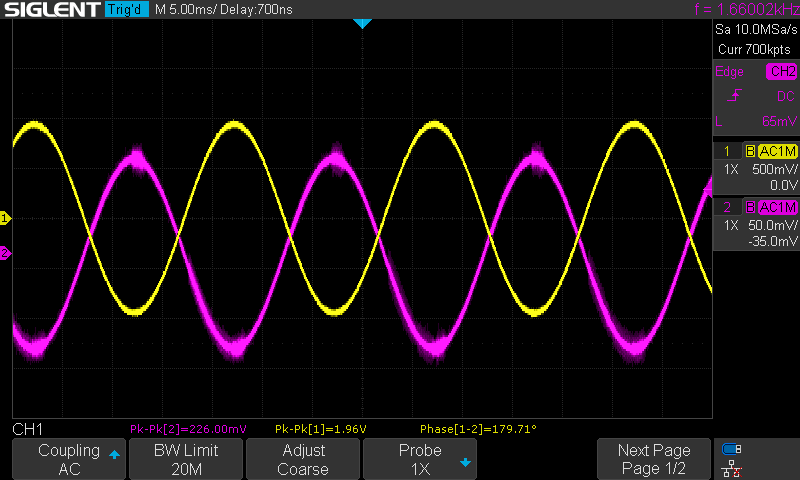 SIGLENT Trig'd M 5.00ms/ Delay:700ns f = 1.66002kHz
Sa 10.0MSa/s
Curr 700kpts
Edge CH2
DC
L 65mV
1 B AC1M
1X 500mV/
0.0V
2 B AC1M
1X 50.0mV/
-35.0mV
1
2
CH1 Pk-Pk[2]=226.00mV Pk-Pk[1]=1.96V Phase[1-2]=179.71°
Coupling
AC
BW Limit
20M
Adjust
Coarse
Probe
1X
Next Page
Page 1/2